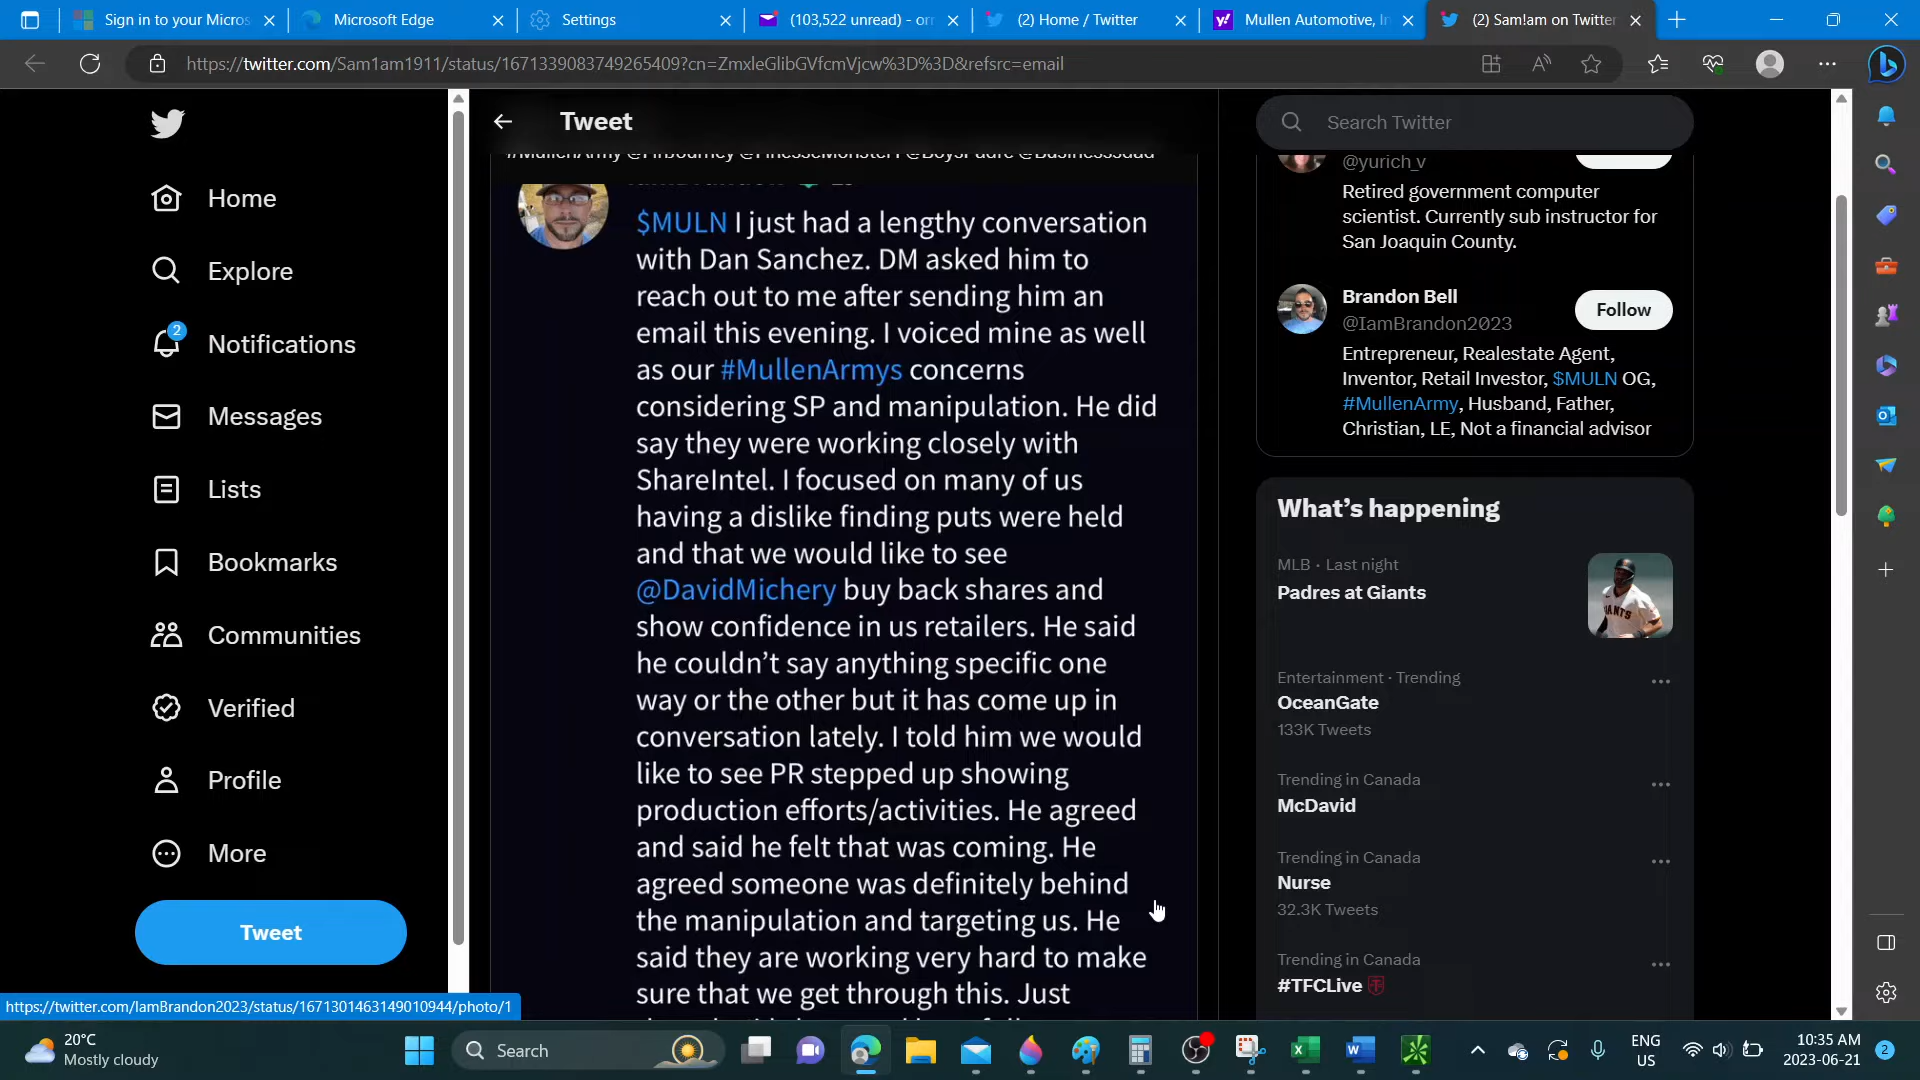 Sign in to your Micros
Microsoft Edge
Settings
(103,522 unread) - orr
(2) Home / Twitter
Mullen Automotive, In
(2) Sam!am on Twitter
https://twitter.com/Sam1am1911/status/1671339083749265409?cn=ZmxleGlibGVfcmVjcw%3D%3D&refsrc=email
Home
Explore
2
Notifications
Messages
Lists
Bookmarks
Communities
Verified
Profile
More
Tweet
https://twitter.com/IamBrandon2023/status/1671301463149010944/photo/1
Tweet
$MULN I just had a lengthy conversation
with Dan Sanchez. DM asked him to
reach out to me after sending him an
email this evening. I voiced mine as well
as our #MullenArmys concerns
considering SP and manipulation. He did
say they were working closely with
ShareIntel. I focused on many of us
having a dislike finding puts were held
and that we would like to see
@DavidMichery buy back shares and
show confidence in us retailers. He said
he couldn't say anything specific one
way or the other but it has come up in
conversation lately. I told him we would
like to see PR stepped up showing
production efforts/activities. He agreed
and said he felt that was coming. He
agreed someone was definitely behind
the manipulation and targeting us. He
said they are working very hard to make
sure that we get through this. Just
Search Twitter
@yurich_v
Retired government computer
scientist. Currently sub instructor for
San Joaquin County.
Brandon Bell
@IamBrandon2023
Follow
Entrepreneur, Realestate Agent,
Inventor, Retail Investor, $MULN OG,
#MullenArmy, Husband, Father,
Christian, LE, Not a financial advisor
What's happening
MLB · Last night
Padres at Giants
Entertainment · Trending
OceanGate
133K Tweets
Trending in Canada
McDavid
Trending in Canada
Nurse
32.3K Tweets
Trending in Canada
#TFCLive
20°C
Mostly cloudy
Search
ENG
US
10:35 AM
2023-06-21
2